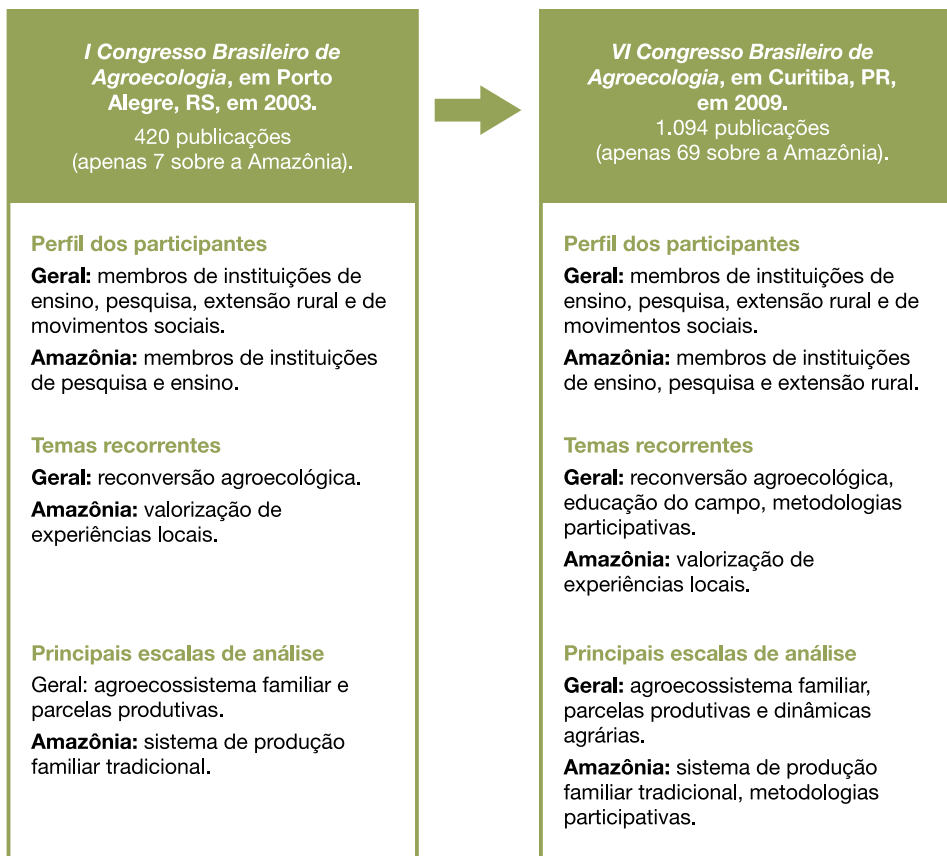 I Congresso Brasileiro de
Agroecologia, em Porto
Alegre, RS, em 2003.
420 publicações
(apenas 7 sobre a Amazônia).
Perfil dos participantes
Geral: membros de instituições de
ensino, pesquisa, extensão rural e de
movimentos sociais.
Amazônia: membros de instituições
de pesquisa e ensino.
Temas recorrentes
Geral: reconversão agroecológica.
Amazônia: valorização de
experiências locais.
Principais escalas de análise
Geral: agroecossistema familiar e
parcelas produtivas.
Amazônia: sistema de produção
familiar tradicional.
VI Congresso Brasileiro de
Agroecologia, em Curitiba, PR,
em 2009.
1.094 publicações
(apenas 69 sobre a Amazônia).
Perfil dos participantes
Geral: membros de instituições de
ensino, pesquisa, extensão rural e de
movimentos sociais.
Amazônia: membros de instituições
de ensino, pesquisa e extensão rural.
Temas recorrentes
Geral: reconversão agroecológica,
educação do campo, metodologias
participativas.
Amazônia: valorização de
experiências locais.
Principais escalas de análise
Geral: agroecossistema familiar,
parcelas produtivas e dinâmicas
agrárias.
Amazônia: sistema de produção
familiar tradicional, metodologias
participativas.